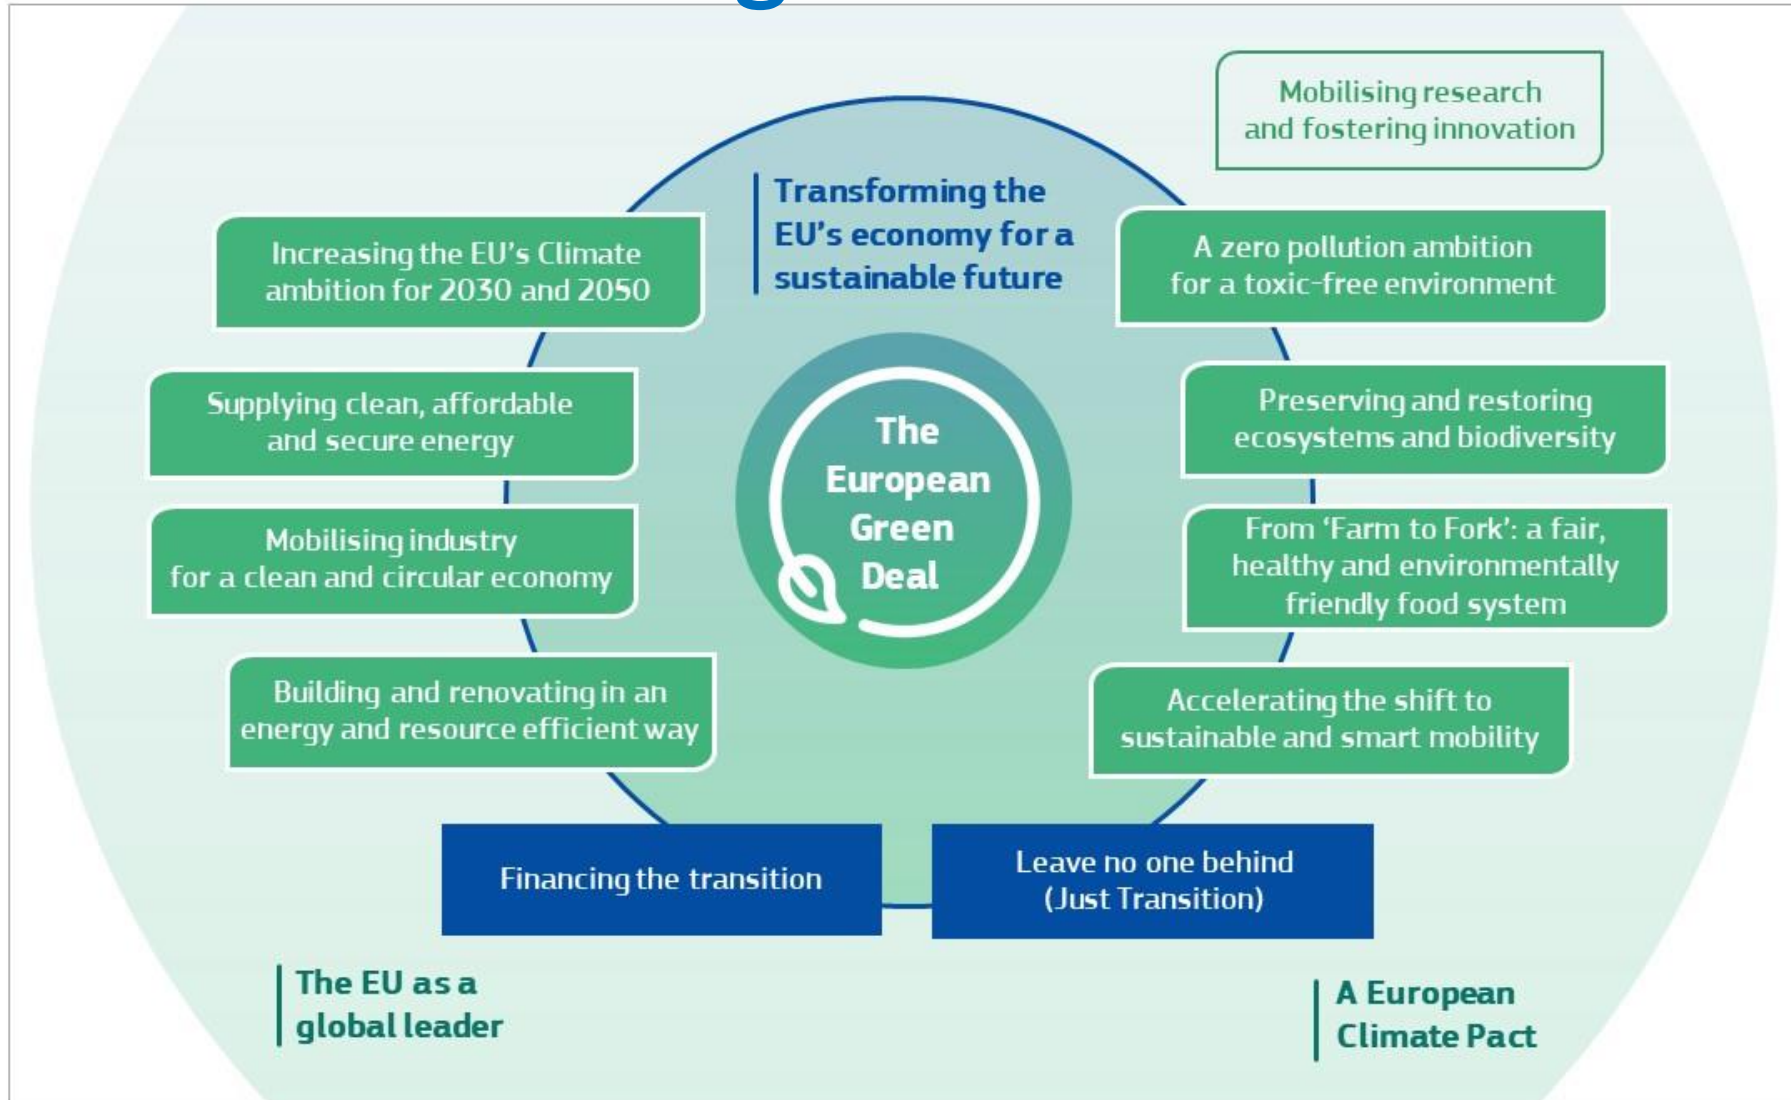 Mobilising research
and fostering innovation
Transforming the
EU's economy for a
sustainable future
Increasing the EU's Climate
ambition for 2030 and 2050
A zero pollution ambition
for a toxic-free environment
Supplying clean, affordable
and secure energy
Preserving and restoring
ecosystems and biodiversity
The
European
Green
Deal
Mobilising industry
for a clean and circular economy
From ‘Farm to Fork’: a fair,
healthy and environmentally
friendly food system
Building and renovating in an
energy and resource efficient way
Accelerating the shift to
sustainable and smart mobility
Financing the transition
Leave no one behind
(Just Transition)
The EU as a
global leader
A European
Climate Pact